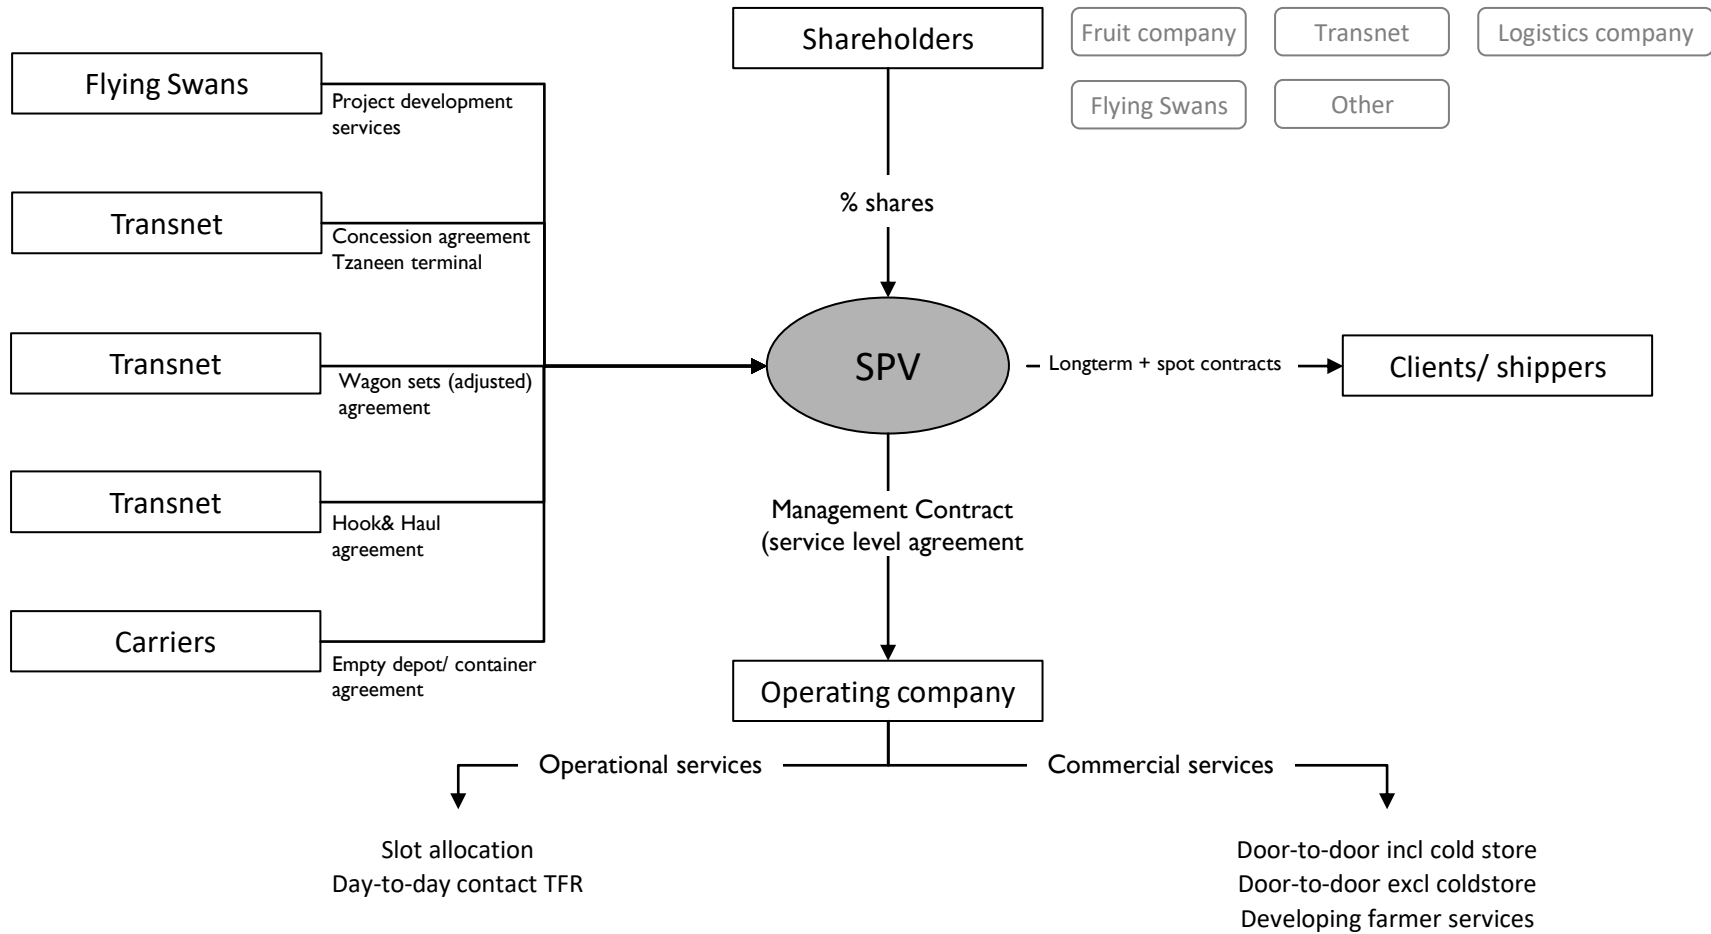 Shareholders
Fruit company
Transnet
Logistics company
Flying Swans
Other
Flying Swans
Project development
services
Transnet
Concession agreement
Tzaneen terminal
Transnet
Wagon sets (adjusted)
agreement
Transnet
Hook& Haul
agreement
Carriers
Empty depot/ container
agreement
% shares
SPV
Longterm + spot contracts
Clients/ shippers
Management Contract
(service level agreement
Operating company
Operational services
Commercial services
Slot allocation
Day-to-day contact TFR
Door-to-door incl cold store
Door-to-door excl coldstore
Developing farmer services